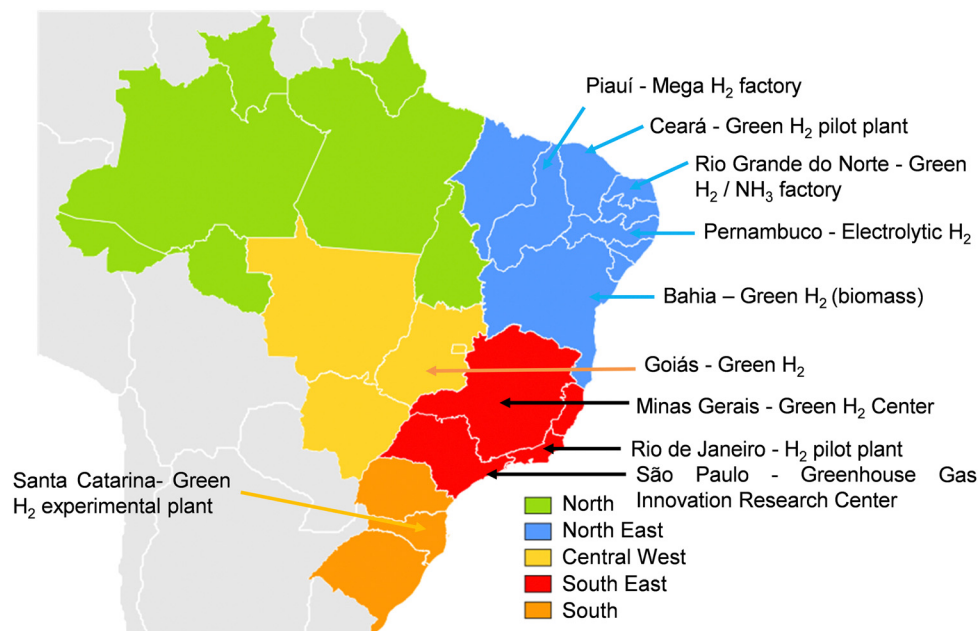 Piauí - Mega H₂ factory
Ceará - Green H₂ pilot plant
Rio Grande do Norte - Green
H₂ / NH₃ factory
Pernambuco - Electrolytic H₂
Bahia – Green H₂ (biomass)
Goiás - Green H₂
Minas Gerais - Green H₂ Center
Rio de Janeiro - H₂ pilot plant
São Paulo - Greenhouse Gas
Innovation Research Center
Santa Catarina- Green
H₂ experimental plant
North
North East
Central West
South East
South